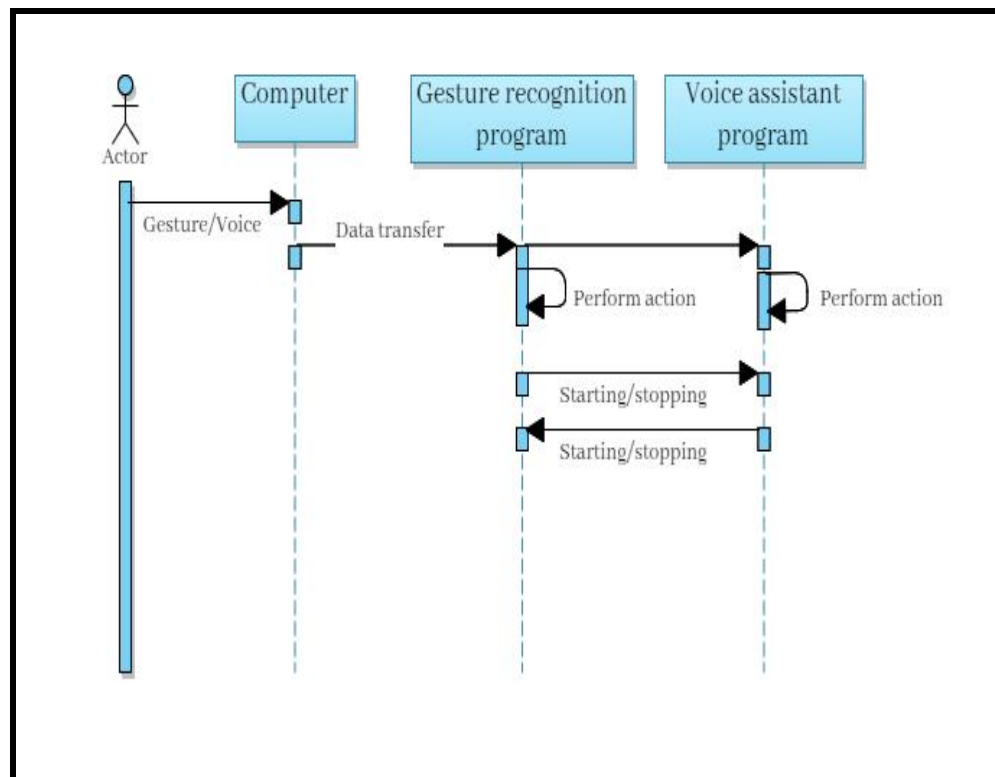 Computer
Gesture recognition
program
Voice assistant
program
Actor
Gesture/Voice
Data transfer
Perform action
Perform action
Starting/stopping
Starting/stopping